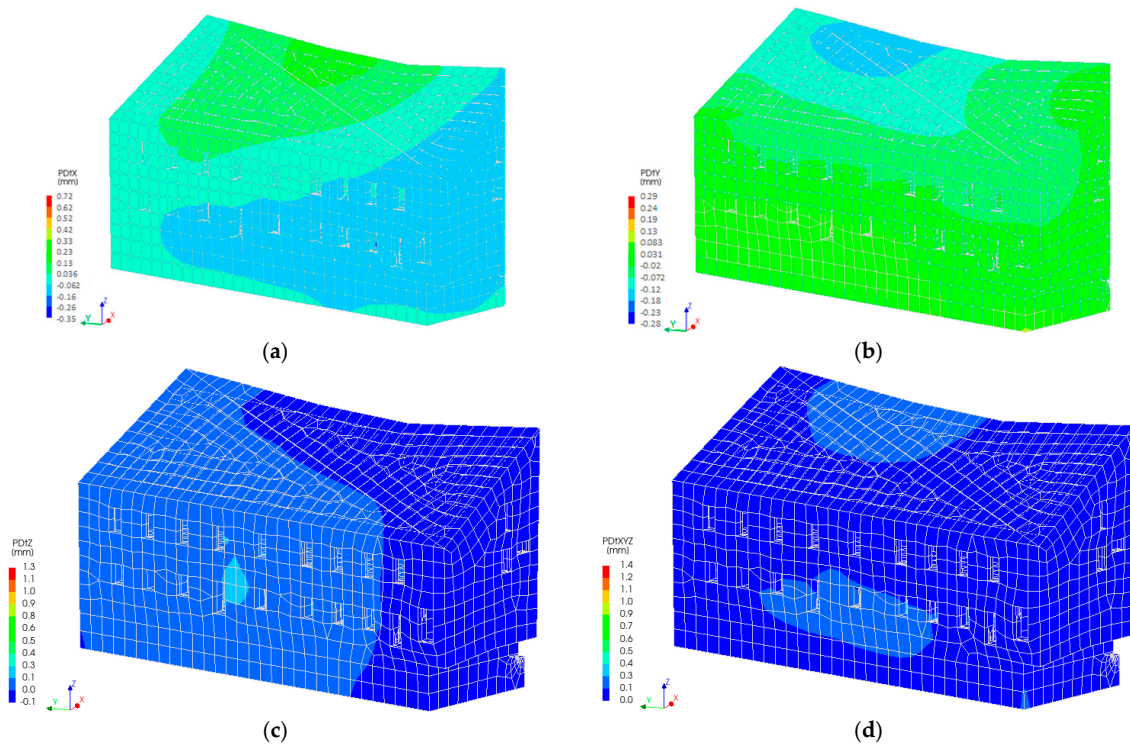 PDtX
(mm)
0.72
0.62
0.52
0.42
0.33
0.23
0.13
0.036
-0.062
-0.16
-0.26
-0.35
Z
Y
X
(a)
PDtY
(mm)
0.29
0.24
0.19
0.13
0.083
0.031
-0.02
-0.072
-0.12
-0.18
-0.23
-0.28
Z
Y
X
(b)
PDtZ
(mm)
1.3
1.1
1.0
0.9
0.8
0.6
0.5
0.4
0.3
0.1
0.0
-0.1
Z
Y
X
(c)
PDtXYZ
(mm)
1.4
1.2
1.1
1.0
0.9
0.7
0.6
0.5
0.4
0.3
0.1
0.0
Z
Y
X
(d)